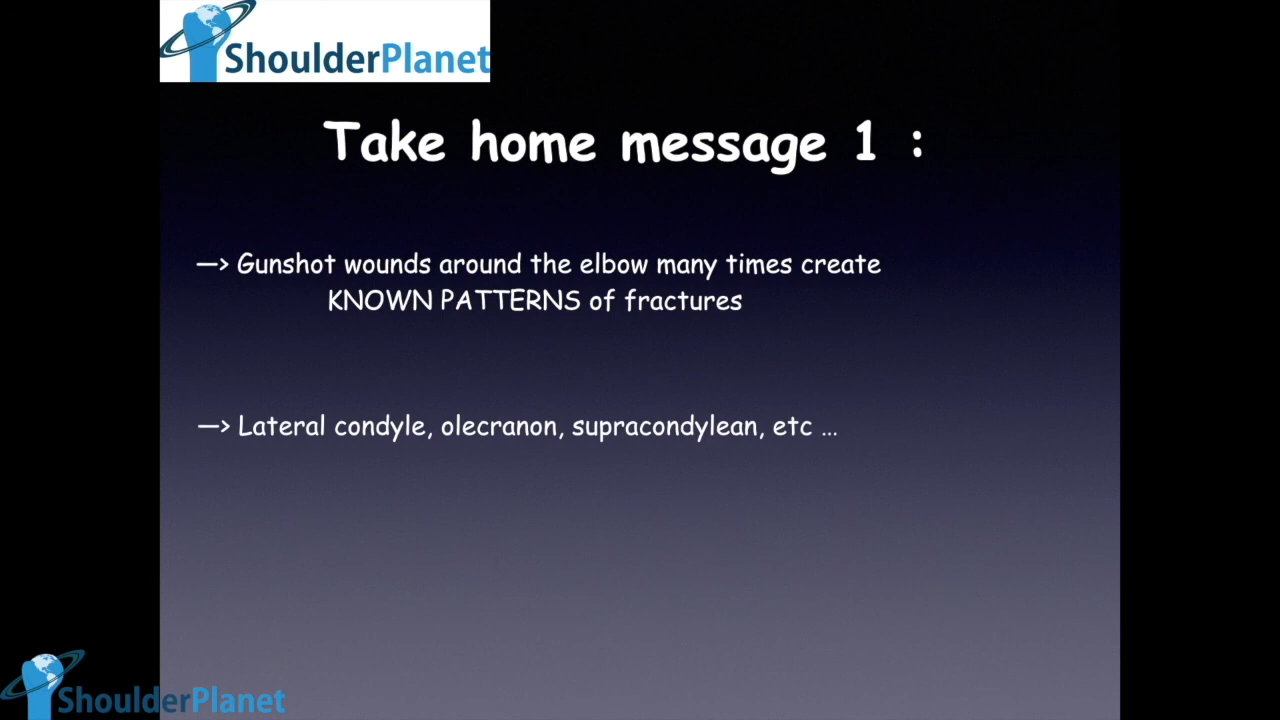 ShoulderPlanet
Take home message 1 :
—> Gunshot wounds around the elbow many times create
KNOWN PATTERNS of fractures
—> Lateral condyle, olecranon, supracondylean, etc ...
ShoulderPlanet